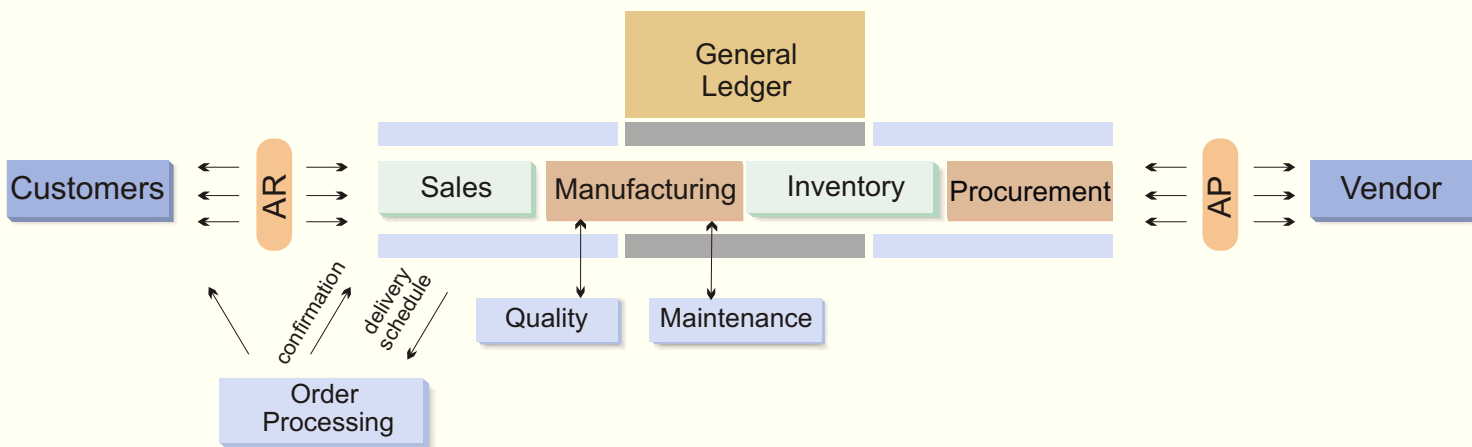 General
Ledger
Customers
AR
Sales
Manufacturing
Inventory
Procurement
AP
Vendor
confirmation
delivery
schedule
Quality
Maintenance
Order
Processing